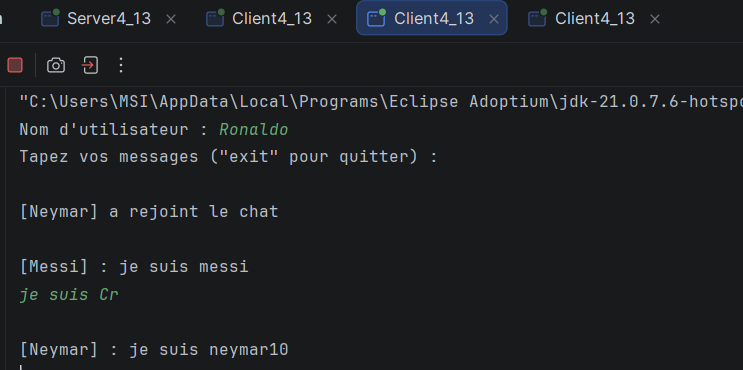 Server4_13 Client4_13 Client4_13 Client4_13
"C:\Users\MSI\AppData\Local\Programs\Eclipse Adoptium\jdk-21.0.7.6-hotspo
Nom d'utilisateur : Ronaldo
Tapez vos messages ("exit" pour quitter) :
[Neymar] a rejoint le chat
[Messi] : je suis messi
je suis Cr
[Neymar] : je suis neymar10